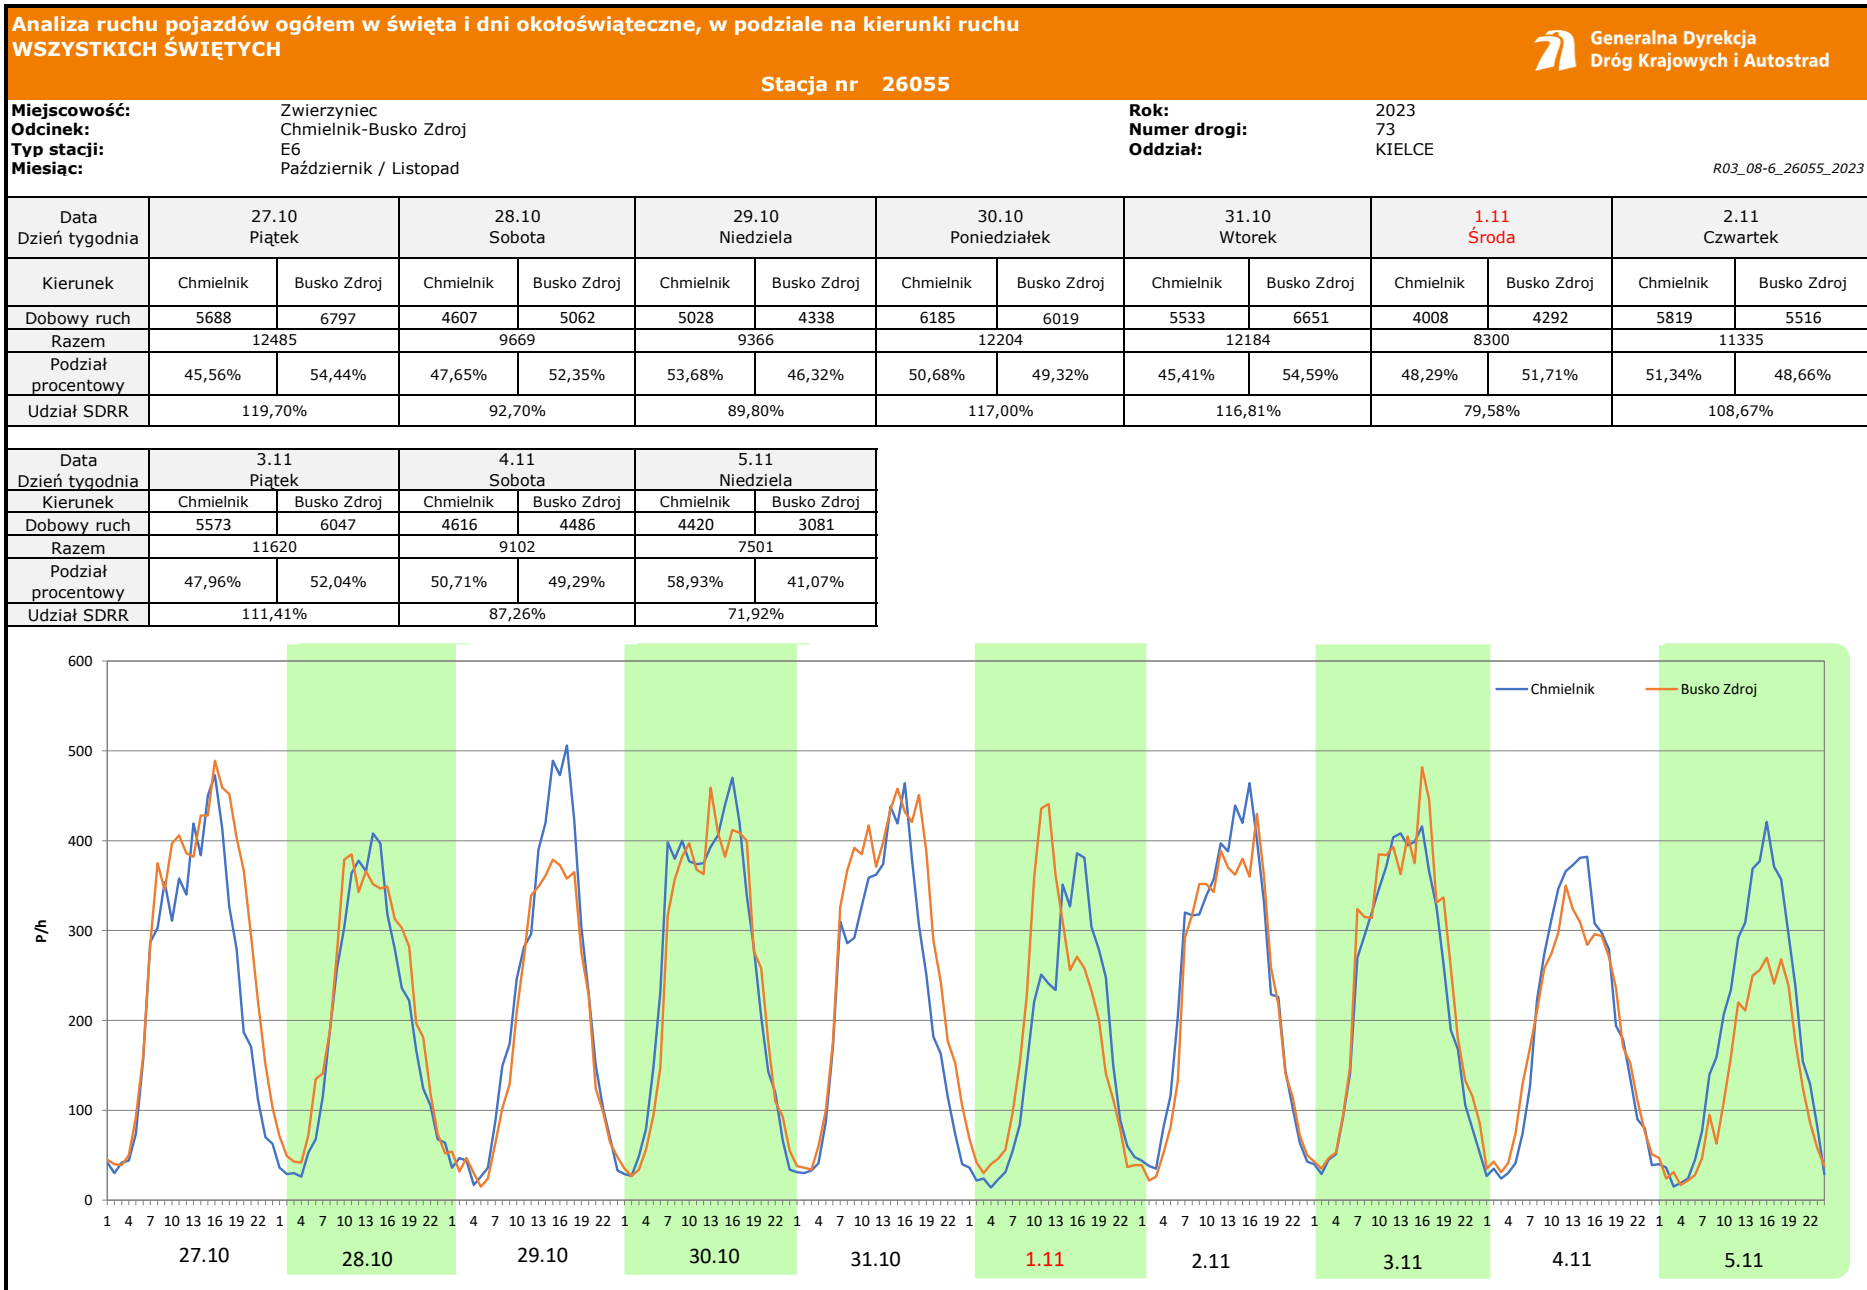 Analiza ruchu pojazdów ogółem w święta i dni okołoświąteczne, w podziale na kierunki ruchu
WSZYSTKICH ŚWIĘTYCH
Generalna Dyrekcja
Dróg Krajowych i Autostrad
Stacja nr 26055
Miejscowość: Zwierzyniec Rok: 2023
Odcinek: Chmielnik-Busko Zdroj Numer drogi: 73
Typ stacji: E6 Oddział: KIELCE
Miesiąc: Październik / Listopad R03_08-6_26055_2023
Data 27.10 28.10 29.10 30.10 31.10 1.11 2.11
Dzień tygodnia Piątek Sobota Niedziela Poniedziałek Wtorek Środa Czwartek
Kierunek Chmielnik Busko Zdroj Chmielnik Busko Zdroj Chmielnik Busko Zdroj Chmielnik Busko Zdroj Chmielnik Busko Zdroj Chmielnik Busko Zdroj Chmielnik Busko Zdroj
Dobowy ruch 5688 6797 4607 5062 5028 4338 6185 6019 5533 6651 4008 4292 5819 5516
Razem 12485 9669 9366 12204 12184 8300 11335
Podział
procentowy 45,56% 54,44% 47,65% 52,35% 53,68% 46,32% 50,68% 49,32% 45,41% 54,59% 48,29% 51,71% 51,34% 48,66%
Udział SDRR 119,70% 92,70% 89,80% 117,00% 116,81% 79,58% 108,67%
Data 3.11 4.11 5.11
Dzień tygodnia Piątek Sobota Niedziela
Kierunek Chmielnik Busko Zdroj Chmielnik Busko Zdroj Chmielnik Busko Zdroj
Dobowy ruch 5573 6047 4616 4486 4420 3081
Razem 11620 9102 7501
Podział
procentowy 47,96% 52,04% 50,71% 49,29% 58,93% 41,07%
Udział SDRR 111,41% 87,26% 71,92%
600
Chmielnik Busko Zdroj
500
400
300
P/h
200
100
0
1 4 7 10 13 16 19 22 1 4 7 10 13 16 19 22 1 4 7 10 13 16 19 22 1 4 7 10 13 16 19 22 1 4 7 10 13 16 19 22 1 4 7 10 13 16 19 22 1 4 7 10 13 16 19 22 1 4 7 10 13 16 19 22 1 4 7 10 13 16 19 22 1 4 7 10 13 16 19 22
27.10 28.10 29.10 30.10 31.10 1.11 2.11 3.11 4.11 5.11